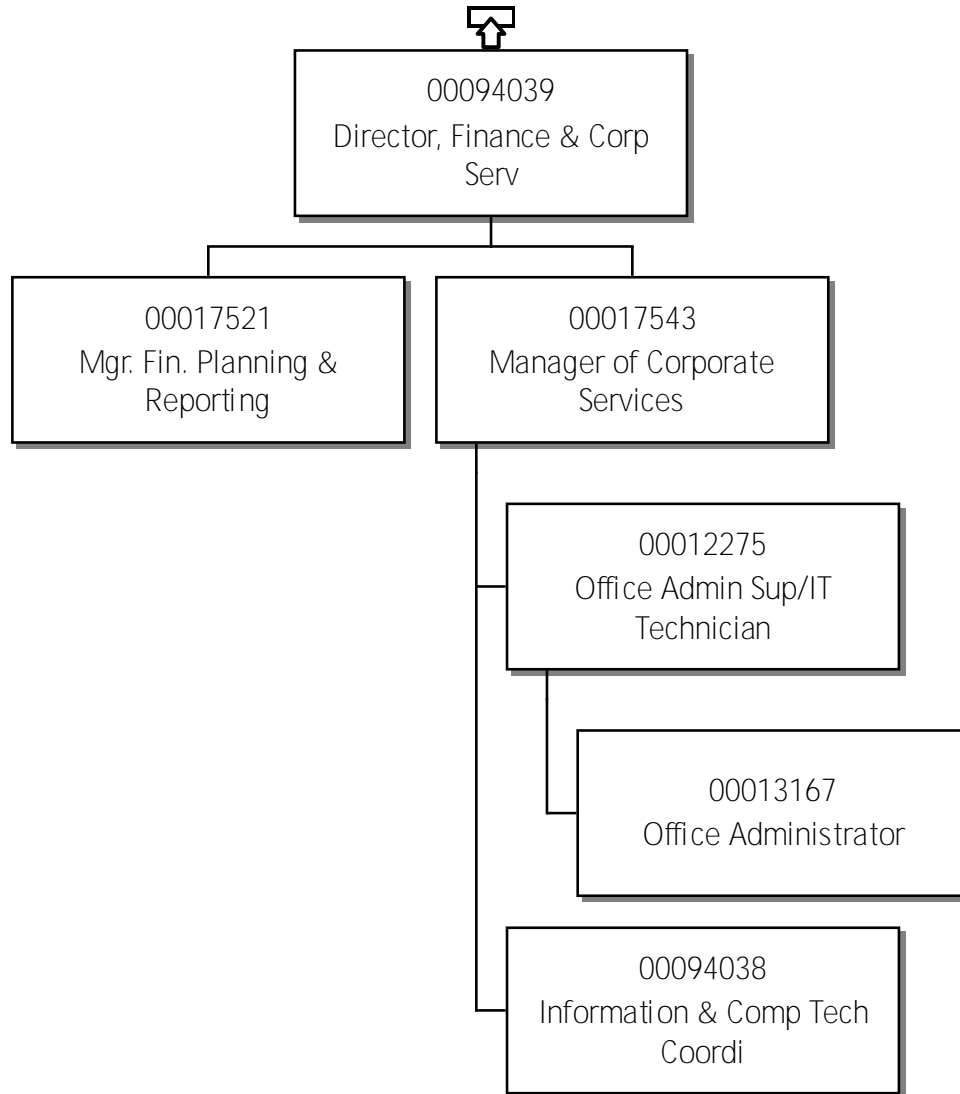 00094039
Director, Finance & Corp
Serv
00017521
Mgr. Fin. Planning &
Reporting
00017543
Manager of Corporate
Services
00012275
Office Admin Sup/IT
Technician
00013167
Office Administrator
00094038
Information & Comp Tech
Coordi